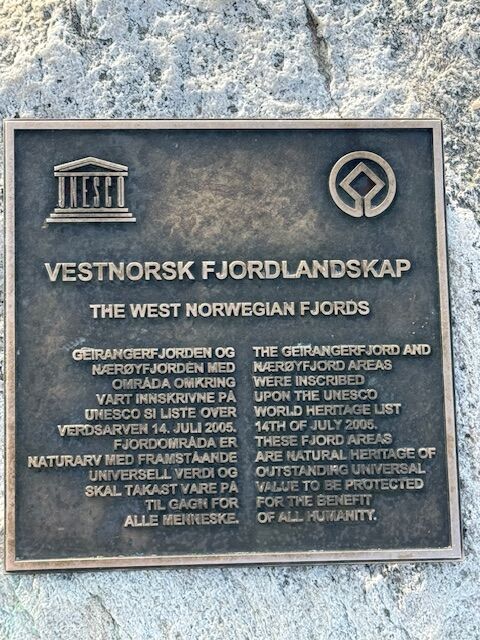 UNESCO
VESTNORSK FJORDLANDSKAP
THE WEST NORWEGIAN FJORDS
GEIRANGERFJORDEN OG
NÆRØYFJORDEN MED
OMRÅDA OMKRING
VART INNSKRIVNE PÅ
UNESCO SI LISTE OVER
VERDSARVEN 14. JULI 2005.
FJORDOMRÅDA ER
NATURARV MED FRAMSTÅANDE
UNIVERSELL VERDI OG
SKAL TAKAST VARE PÅ
TIL GAGN FOR
ALLE MENNESKE.
THE GEIRANGERFJORD AND
NÆRØYFJORD AREAS
WERE INSCRIBED
UPON THE UNESCO
WORLD HERITAGE LIST
14TH OF JULY 2005.
THESE FJORD AREAS
ARE NATURAL HERITAGE OF
OUTSTANDING UNIVERSAL
VALUE TO BE PROTECTED
FOR THE BENEFIT
OF ALL HUMANITY.